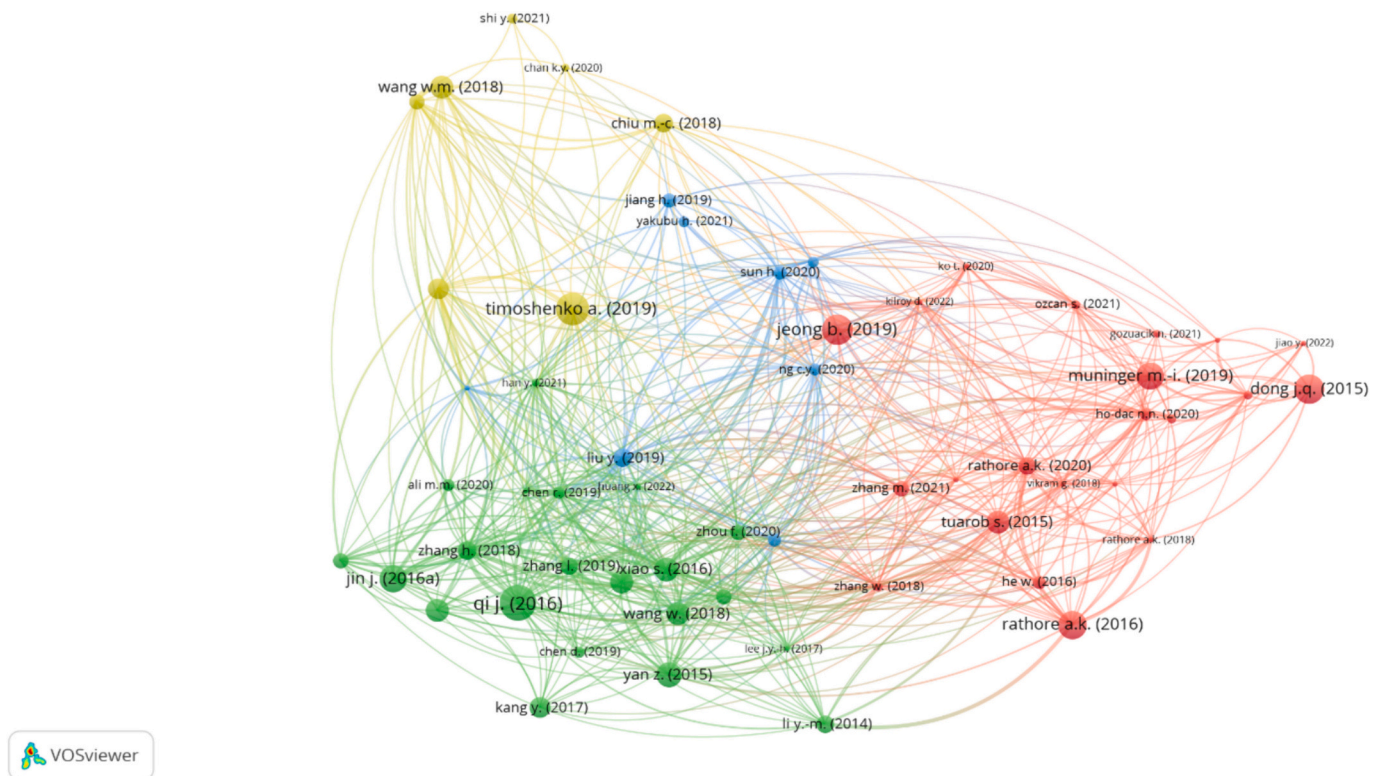 shi y. (2021)
chan k.y. (2020)
wang w.m. (2018)
chiu m.-c. (2018)
jiang h. (2019)
yakubu h. (2021)
sun h. (2020)
ko t. (2020)
kilroy d. (2022)
ozcan s. (2021)
timoshenko a. (2019)
jeong b. (2019)
gozuacik n. (2021)
jiao y. (2022)
ng c.y. (2020)
muninger m.-i. (2019)
dong j.q. (2015)
han y. (2021)
ho-dac n.n. (2020)
liu y. (2019)
rathore a.k. (2020)
ali m.m. (2020)
chen r. (2019)
huang x. (2022)
zhang m. (2021)
vikram g. (2018)
tuarob s. (2015)
zhou f. (2020)
rathore a.k. (2018)
zhang h. (2018)
zhang l. (2019)
xiao s. (2016)
jin j. (2016a)
he w. (2016)
zhang w. (2018)
qi j. (2016)
wang w. (2018)
rathore a.k. (2016)
chen d. (2019)
lee j.y.-h. (2017)
yan z. (2015)
kang y. (2017)
li y.-m. (2014)
VOSviewer